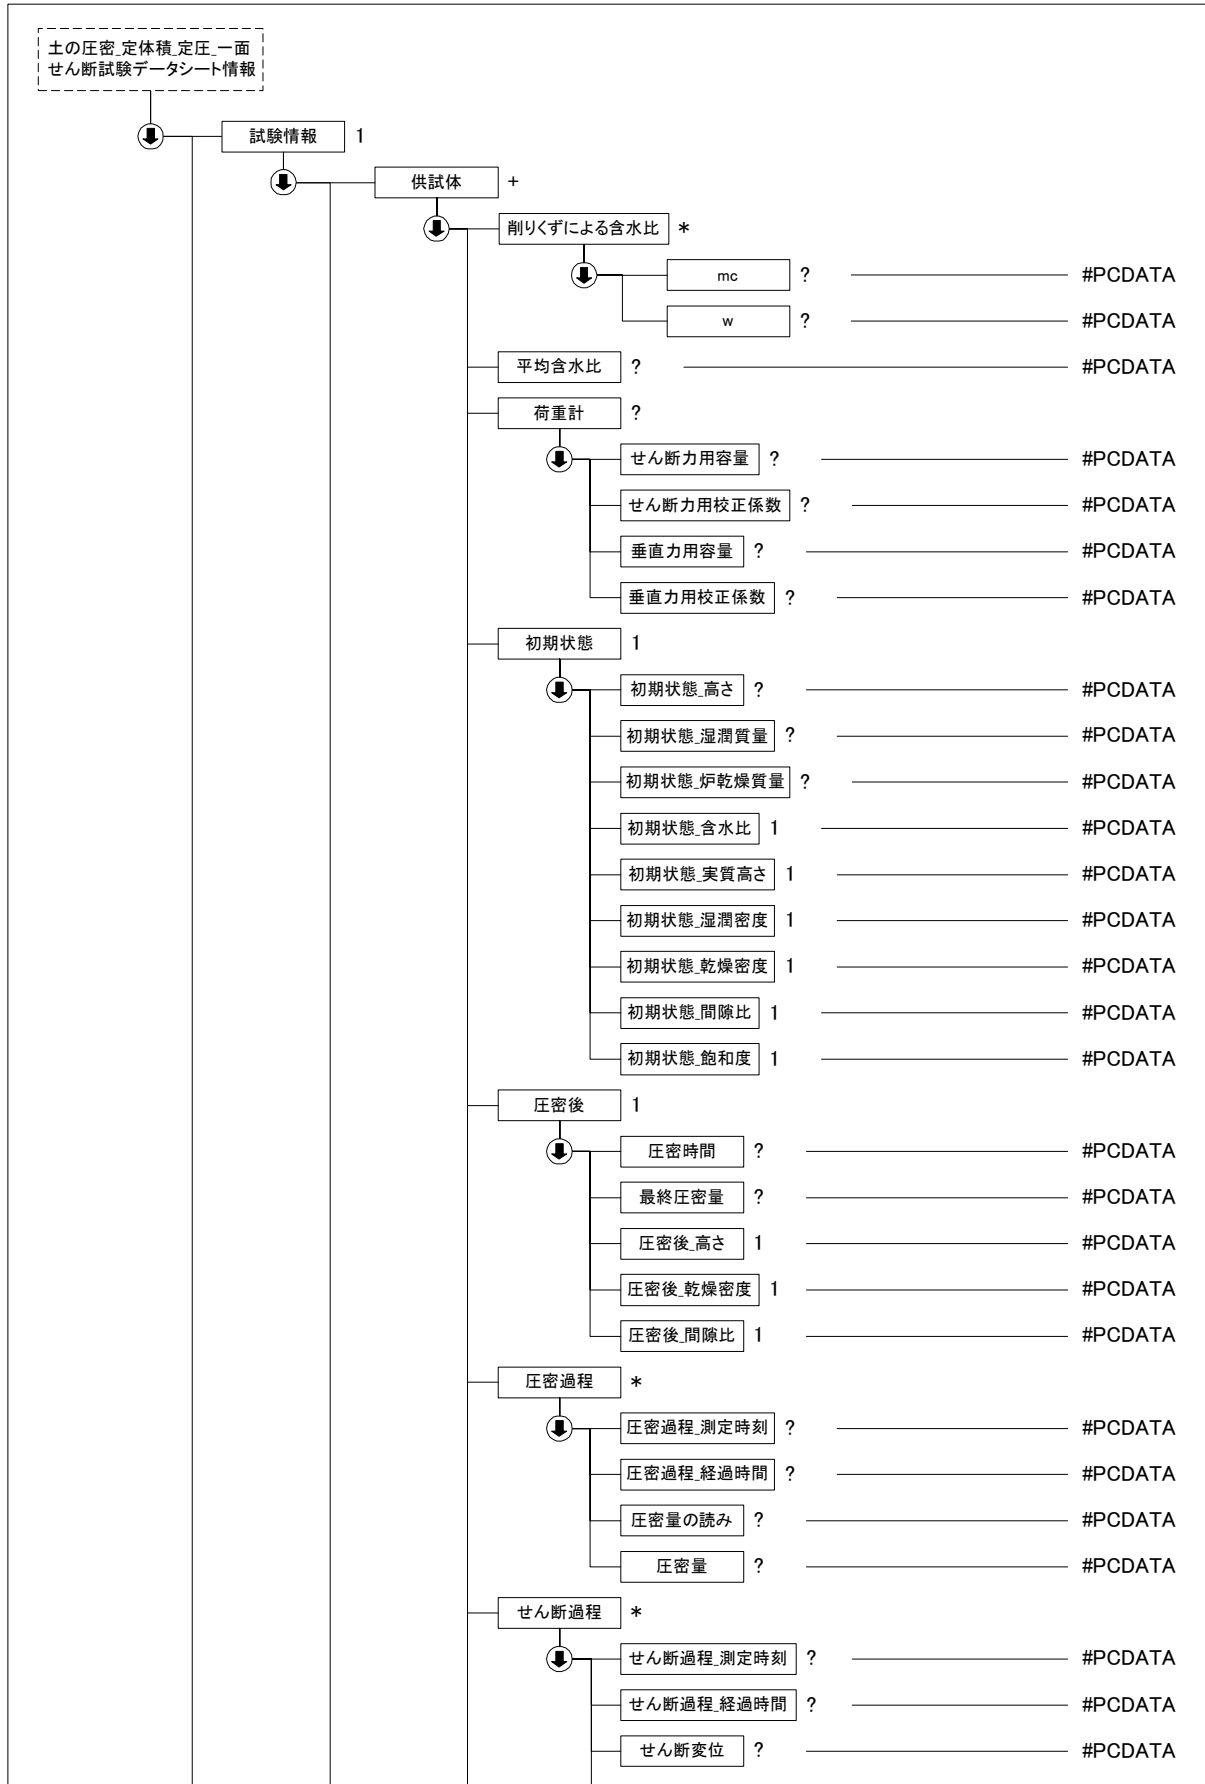 土の圧密_定体積_定圧_一面
せん断試験データシート情報
試験情報 1
供試体 +
削りくずによる含水比 *
mc ? #PCDATA
w ? #PCDATA
平均含水比 ? #PCDATA
荷重計 ?
せん断力用容量 ? #PCDATA
せん断力用校正係数 ? #PCDATA
垂直力用容量 ? #PCDATA
垂直力用校正係数 ? #PCDATA
初期状態 1
初期状態_高さ ? #PCDATA
初期状態_湿潤質量 ? #PCDATA
初期状態_炉乾燥質量 ? #PCDATA
初期状態_含水比 1 #PCDATA
初期状態_実質高さ 1 #PCDATA
初期状態_湿潤密度 1 #PCDATA
初期状態_乾燥密度 1 #PCDATA
初期状態_間隙比 1 #PCDATA
初期状態_飽和度 1 #PCDATA
圧密後 1
圧密時間 ? #PCDATA
最終圧密量 ? #PCDATA
圧密後_高さ 1 #PCDATA
圧密後_乾燥密度 1 #PCDATA
圧密後_間隙比 1 #PCDATA
圧密過程 *
圧密過程_測定時刻 ? #PCDATA
圧密過程_経過時間 ? #PCDATA
圧密量の読み ? #PCDATA
圧密量 ? #PCDATA
せん断過程 *
せん断過程_測定時刻 ? #PCDATA
せん断過程_経過時間 ? #PCDATA
せん断変位 ? #PCDATA